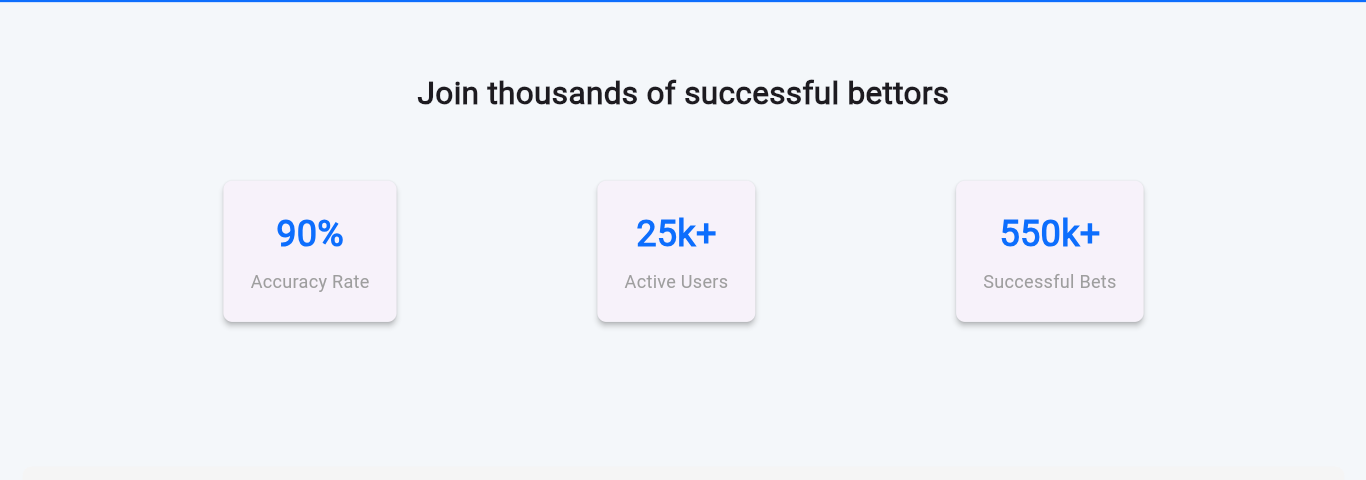 Join thousands of successful bettors
90%
25k+
550k+
Accuracy Rate
Active Users
Successful Bets